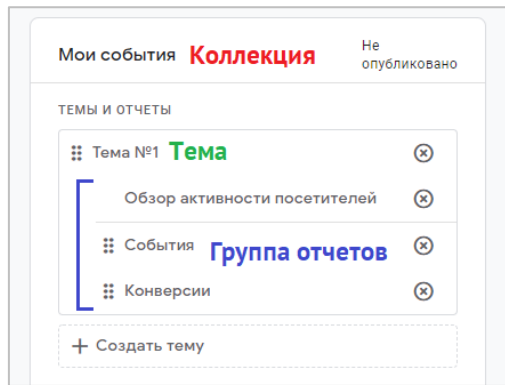 Мои события Коллекция Не
опубликовано
ТЕМЫ И ОТЧЕТЫ
Тема №1 Тема
Обзор активности посетителей
События Группа отчетов
Конверсии
+ Создать тему